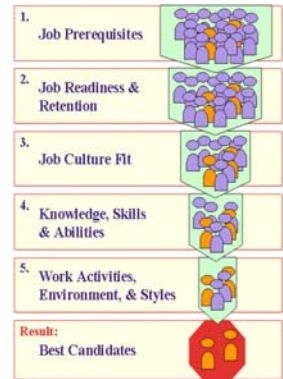 1.
Job Prerequisites
2.
Job Readiness &
Retention
3.
Job Culture Fit
4.
Knowledge, Skills
& Abilities
5.
Work Activities,
Environment, & Styles
Result:
Best Candidates